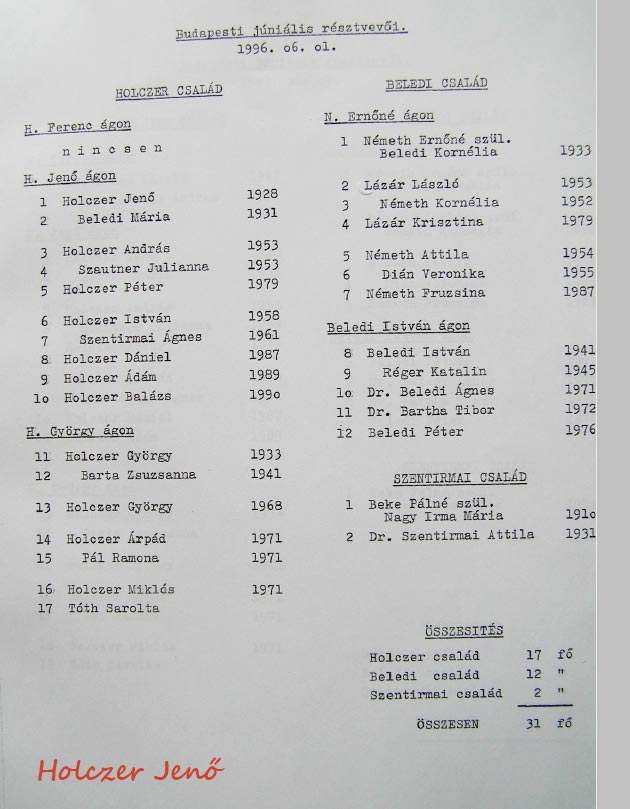 Budapesti júniális résztvevői.
1996. o6. o1.
HOLCZER CSALÁD
H. Ferenc ágon
n i n c s e n
H. Jenő ágon
1 Holczer Jenő 1928
2 Beledi Mária 1931
3 Holczer András 1953
4 Szautner Julianna 1953
5 Holczer Péter 1979
6 Holczer István 1958
7 Szentirmai Ágnes 1961
8 Holczer Dániel 1987
9 Holczer Ádám 1989
1o Holczer Balázs 199o
H. György ágon
11 Holczer György 1933
12 Barta Zsuzsanna 1941
13 Holczer György 1968
14 Holczer Árpád 1971
15 Pál Ramona 1971
16 Holczer Miklós 1971
17 Tóth Sarolta
BELEDI CSALÁD
N. Ernőné ágon
1 Németh Ernőné szül.
Beledi Kornélia 1933
2 Lázár László 1953
3 Németh Kornélia 1952
4 Lázár Krisztina 1979
5 Németh Attila 1954
6 Dián Veronika 1955
7 Németh Fruzsina 1987
Beledi István ágon
8 Beledi István 1941
9 Réger Katalin 1945
1o Dr. Beledi Ágnes 1971
11 Dr. Bartha Tibor 1972
12 Beledi Péter 1976
SZENTIRMAI CSALÁD
1 Beke Pálné szül.
Nagy Irma Mária 191o
2 Dr. Szentirmai Attila 1931
ÖSSZESITÉS
Holczer család 17 fő
Beledi család 12 "
Szentirmai család 2 "
ÖSSZESEN 31 fő
Holczer Jenő